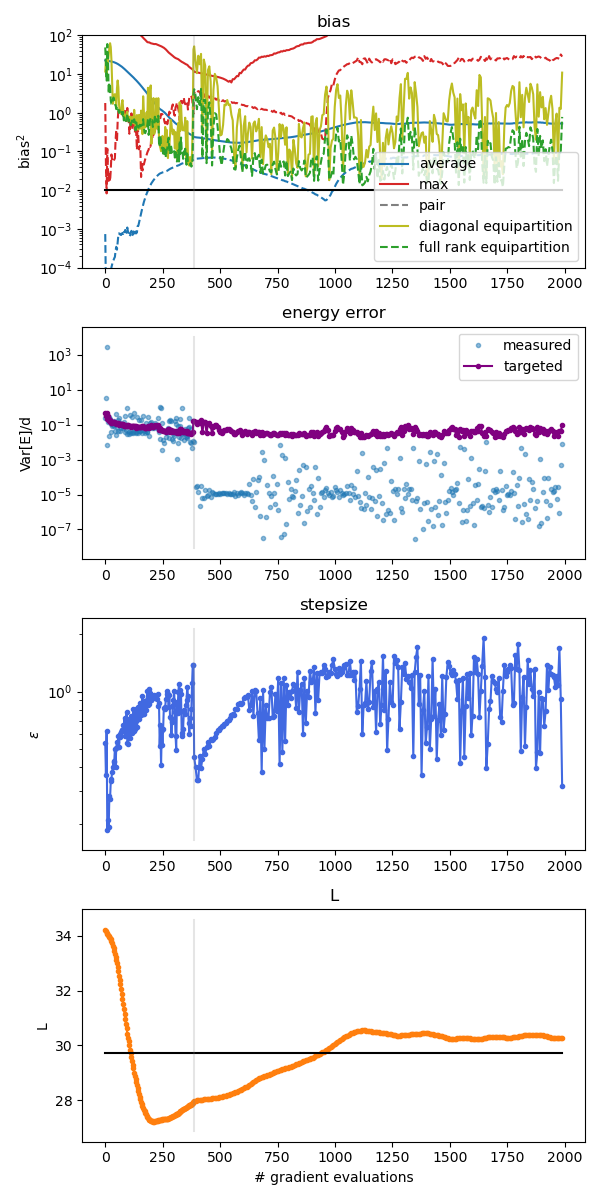 bias
10²
10¹
10⁰
10⁻¹
10⁻²
10⁻³
10⁻⁴
bias²
average
max
pair
diagonal equipartition
full rank equipartition
0 250 500 750 1000 1250 1500 1750 2000
energy error
10³
10¹
10⁻¹
10⁻³
10⁻⁵
10⁻⁷
Var[E]/d
measured
targeted
0 250 500 750 1000 1250 1500 1750 2000
stepsize
10⁰
ε
0 250 500 750 1000 1250 1500 1750 2000
L
34
32
30
28
L
0 250 500 750 1000 1250 1500 1750 2000
# gradient evaluations